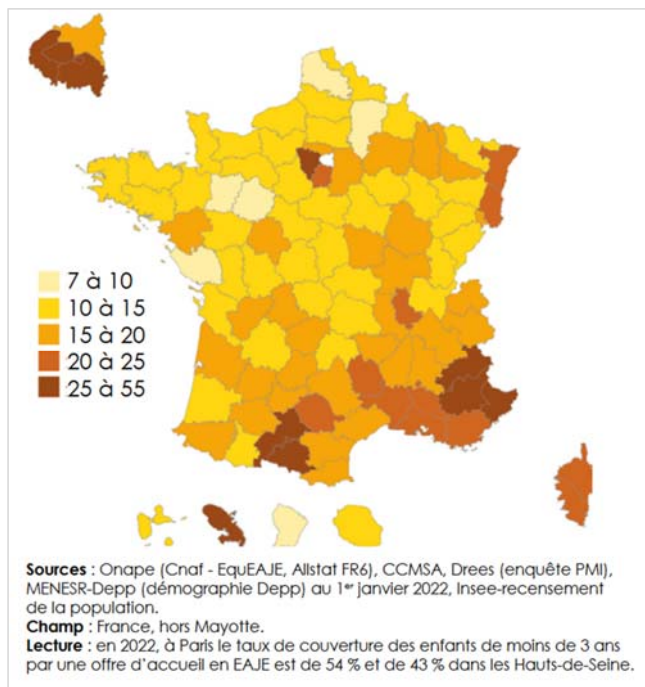 7 à 10
10 à 15
15 à 20
20 à 25
25 à 55
Sources : Onape (Cnaf - EquEAJE, Allstat FR6), CCMSA, Drees (enquête PMI),
MENESR-Depp (démographie Depp) au 1er janvier 2022, Insee-recensement
de la population.
Champ : France, hors Mayotte.
Lecture : en 2022, à Paris le taux de couverture des enfants de moins de 3 ans
par une offre d'accueil en EAJE est de 54 % et de 43 % dans les Hauts-de-Seine.